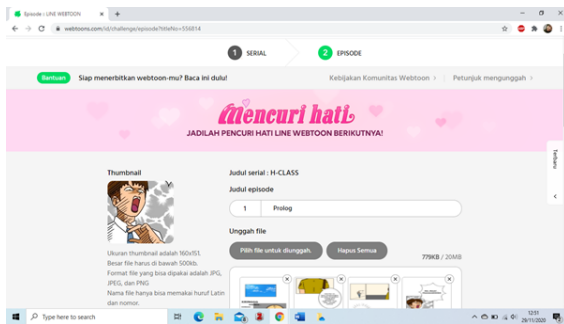 Episode : LINE WEBTOON
webtoons.com/id/challenge/episode?titleNo=556814
1 SERIAL
2 EPISODE
Bantuan
Siap menerbitkan webtoon-mu? Baca ini dulu!
Kebijakan Komunitas Webtoon >
Petunjuk mengunggah >
Mencuri hati
JADILAH PENCURI HATI LINE WEBTOON BERIKUTNYA!
Terbaru
Thumbnail
Ukuran thumbnail adalah 160x151.
Besar file harus di bawah 500kb.
Format file yang bisa dipakai adalah JPG,
JPEG, dan PNG
Nama file hanya bisa memakai huruf Latin
dan nomor.
Judul serial : H-CLASS
Judul episode
1 Prolog
Unggah file
Pilih file untuk diunggah.
Hapus Semua
779KB / 20MB
Type here to search
12:51
29/11/2020